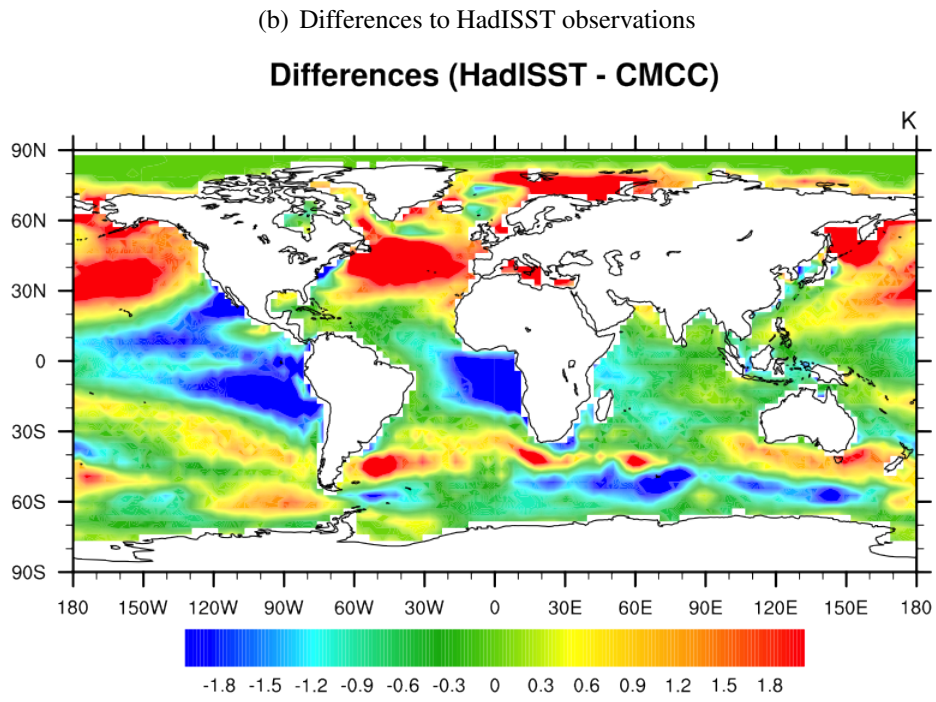 (b) Differences to HadISST observations
Differences (HadISST - CMCC)
K
90N
60N
30N
0
30S
60S
90S
180 150W 120W 90W 60W 30W 0 30E 60E 90E 120E 150E 180
-1.8 -1.5 -1.2 -0.9 -0.6 -0.3 0 0.3 0.6 0.9 1.2 1.5 1.8